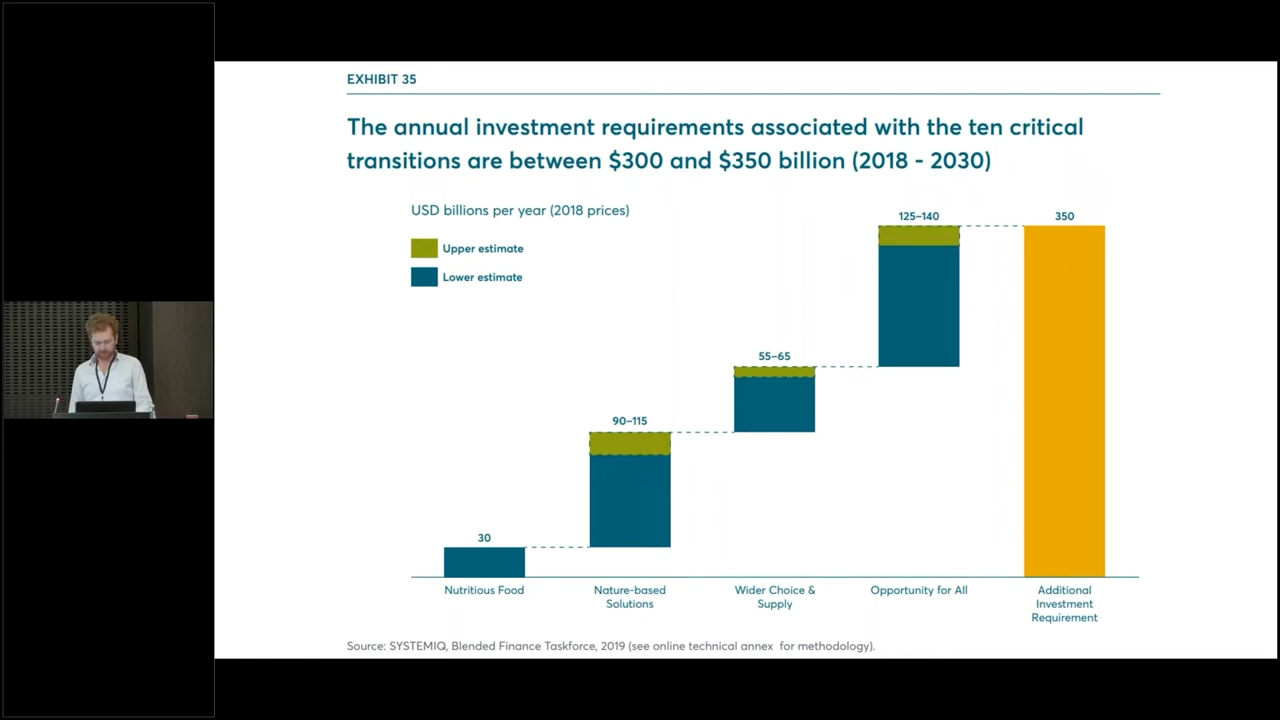 EXHIBIT 35
The annual investment requirements associated with the ten critical
transitions are between $300 and $350 billion (2018 - 2030)
USD billions per year (2018 prices)
Upper estimate
Lower estimate
125–140
350
55–65
90–115
30
Nutritious Food
Nature-based
Solutions
Wider Choice &
Supply
Opportunity for All
Additional
Investment
Requirement
Source: SYSTEMIQ, Blended Finance Taskforce, 2019 (see online technical annex for methodology).